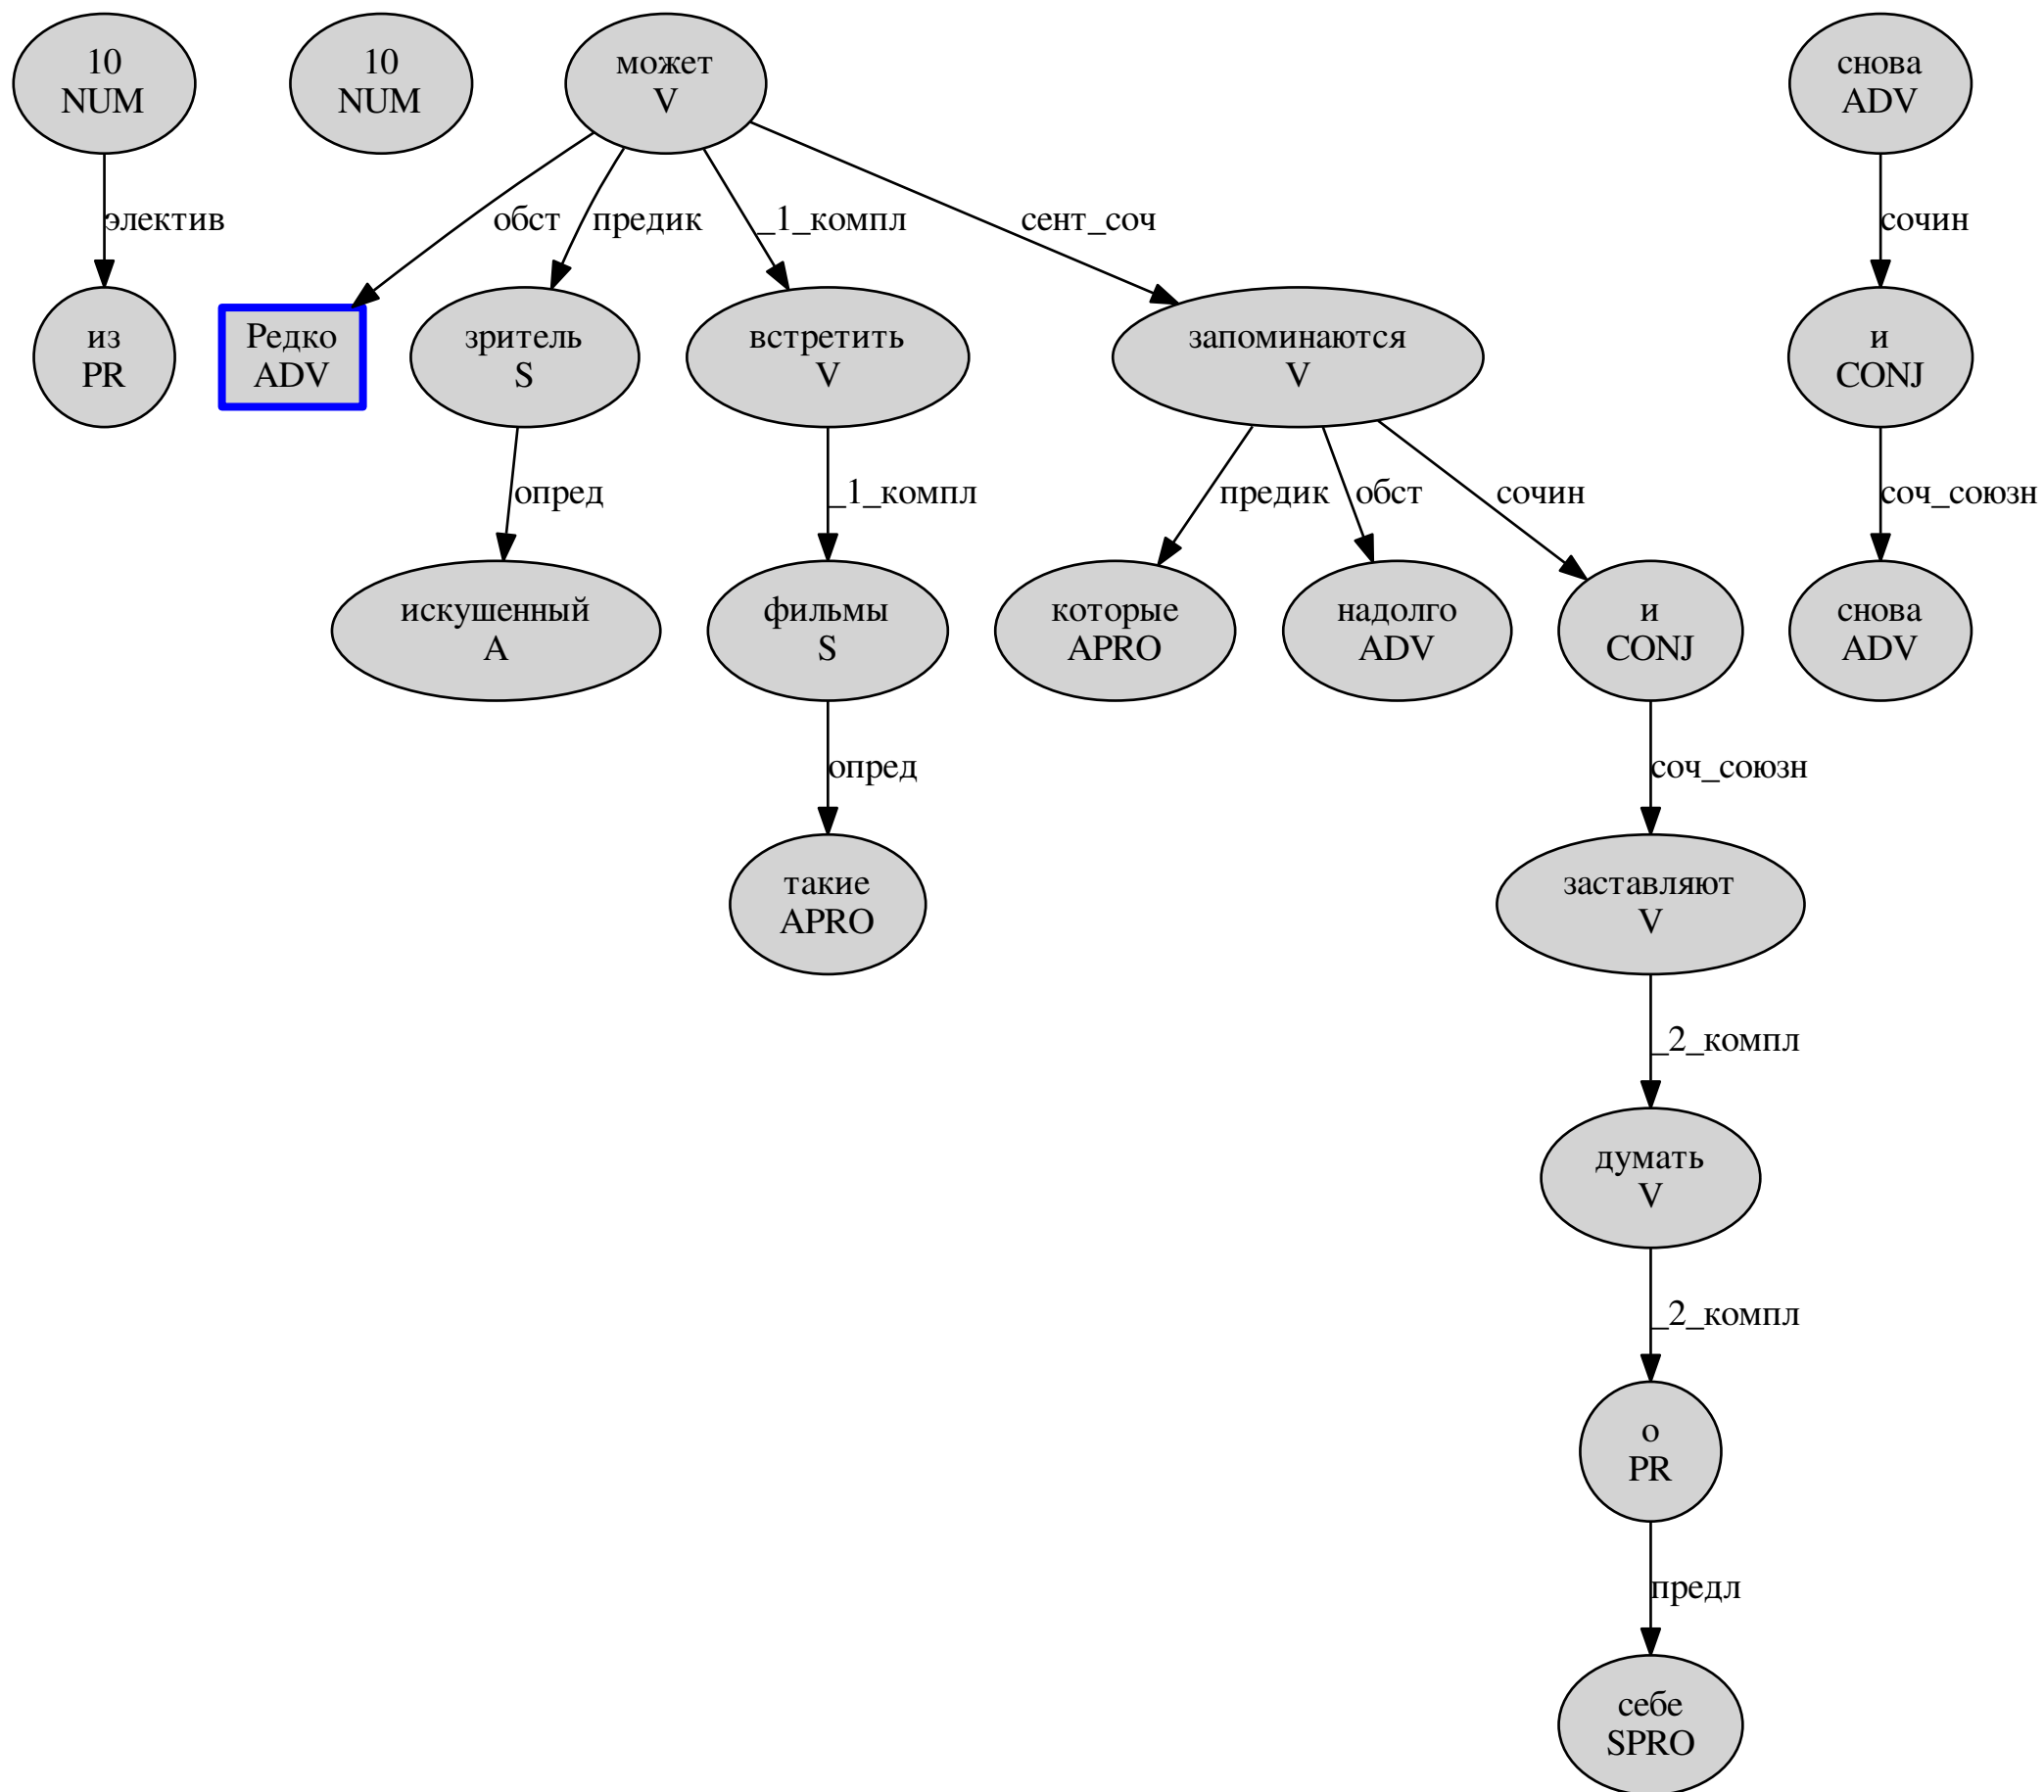 10
NUM
10
NUM
может
V
снова
ADV
электив
обст
предик
_1_компл
сент_соч
сочин
из
PR
Редко
ADV
зритель
S
встретить
V
запоминаются
V
и
CONJ
опред
_1_компл
предик
обст
сочин
соч_союзн
искушенный
A
фильмы
S
которые
APRO
надолго
ADV
и
CONJ
снова
ADV
опред
соч_союзн
такие
APRO
заставляют
V
_2_компл
думать
V
_2_компл
о
PR
предл
себе
SPRO